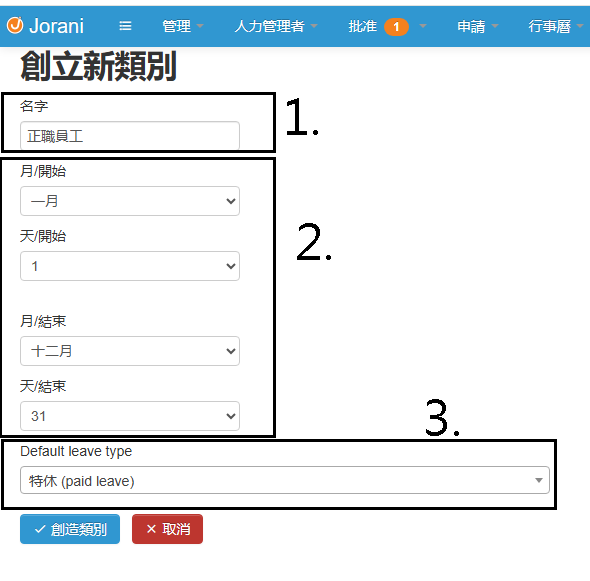 Jorani 管理 人力管理者 批准 1 申請 行事曆
創立新類別
名字
1.
正職員工
月/開始
一月
天/開始
2.
1
月/結束
十二月
天/結束
31
3.
Default leave type
特休 (paid leave)
創造類別 取消